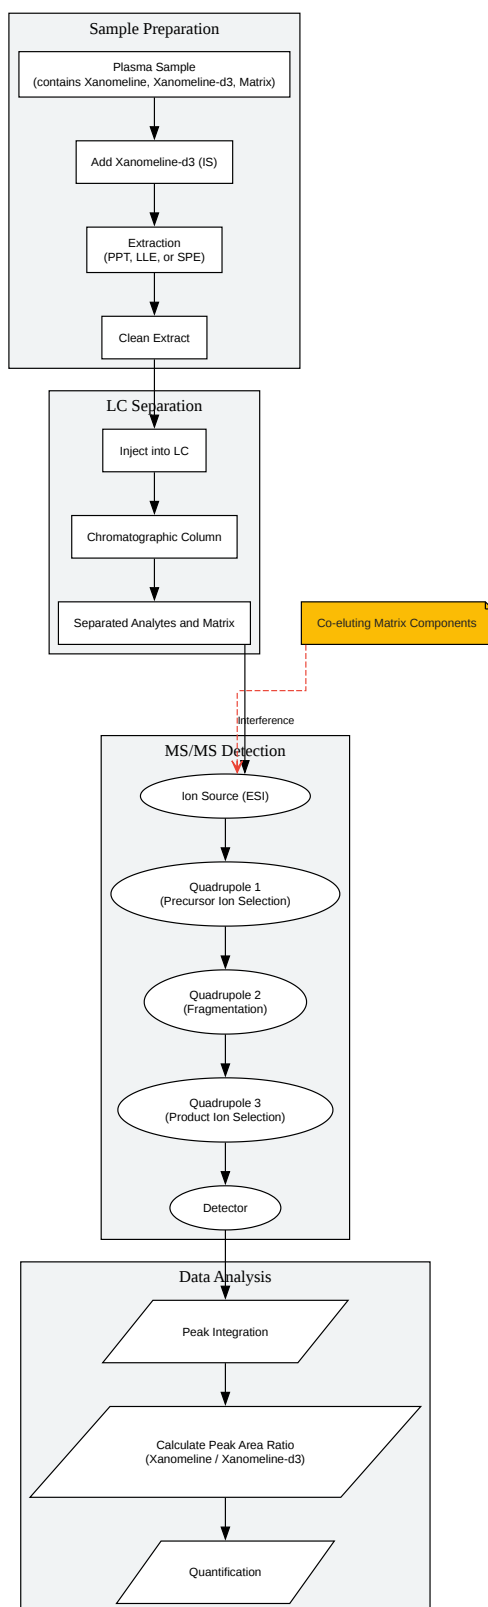 Sample Preparation
Plasma Sample
(contains Xanomeline, Xanomeline-d3, Matrix)
Add Xanomeline-d3 (IS)
Extraction
(PPT, LLE, or SPE)
Clean Extract
LC Separation
Inject into LC
Chromatographic Column
Separated Analytes and Matrix
Co-eluting Matrix Components
Interference
MS/MS Detection
Ion Source (ESI)
Quadrupole 1
(Precursor Ion Selection)
Quadrupole 2
(Fragmentation)
Quadrupole 3
(Product Ion Selection)
Detector
Data Analysis
Peak Integration
Calculate Peak Area Ratio
(Xanomeline / Xanomeline-d3)
Quantification